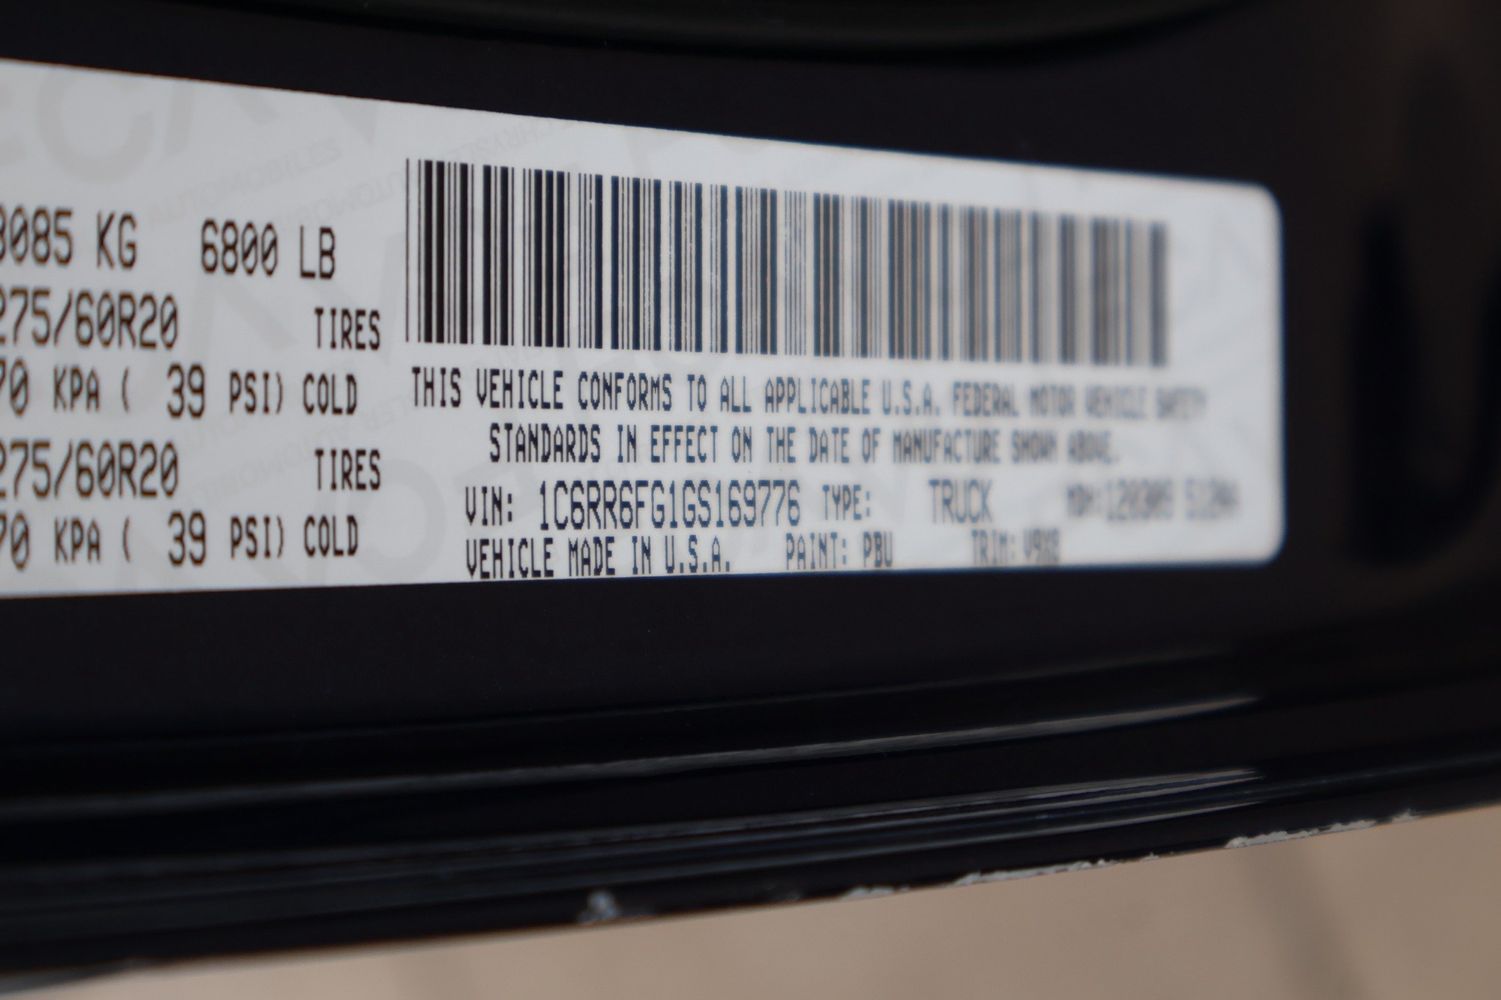 3085 KG 6800 LB
275/60R20 TIRES
70 KPA ( 39 PSI) COLD
275/60R20 TIRES
70 KPA ( 39 PSI) COLD
THIS VEHICLE CONFORMS TO ALL APPLICABLE U.S.A. FEDERAL MOTOR VEHICLE SAFETY
STANDARDS IN EFFECT ON THE DATE OF MANUFACTURE SHOWN ABOVE.
VIN: 1C6RR6FG1GS169776 TYPE: TRUCK
VEHICLE MADE IN U.S.A. PAINT: PBU TRIM: